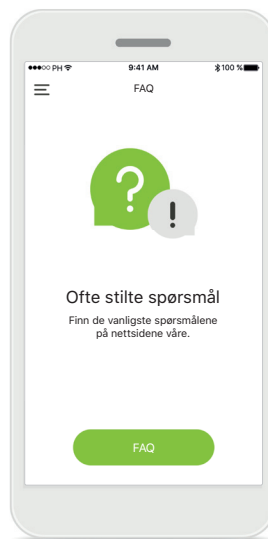 PH 9:41 AM 100 %
FAQ
?
!
Ofte stilte spørsmål
Finn de vanligste spørsmålene
på nettsidene våre.
FAQ